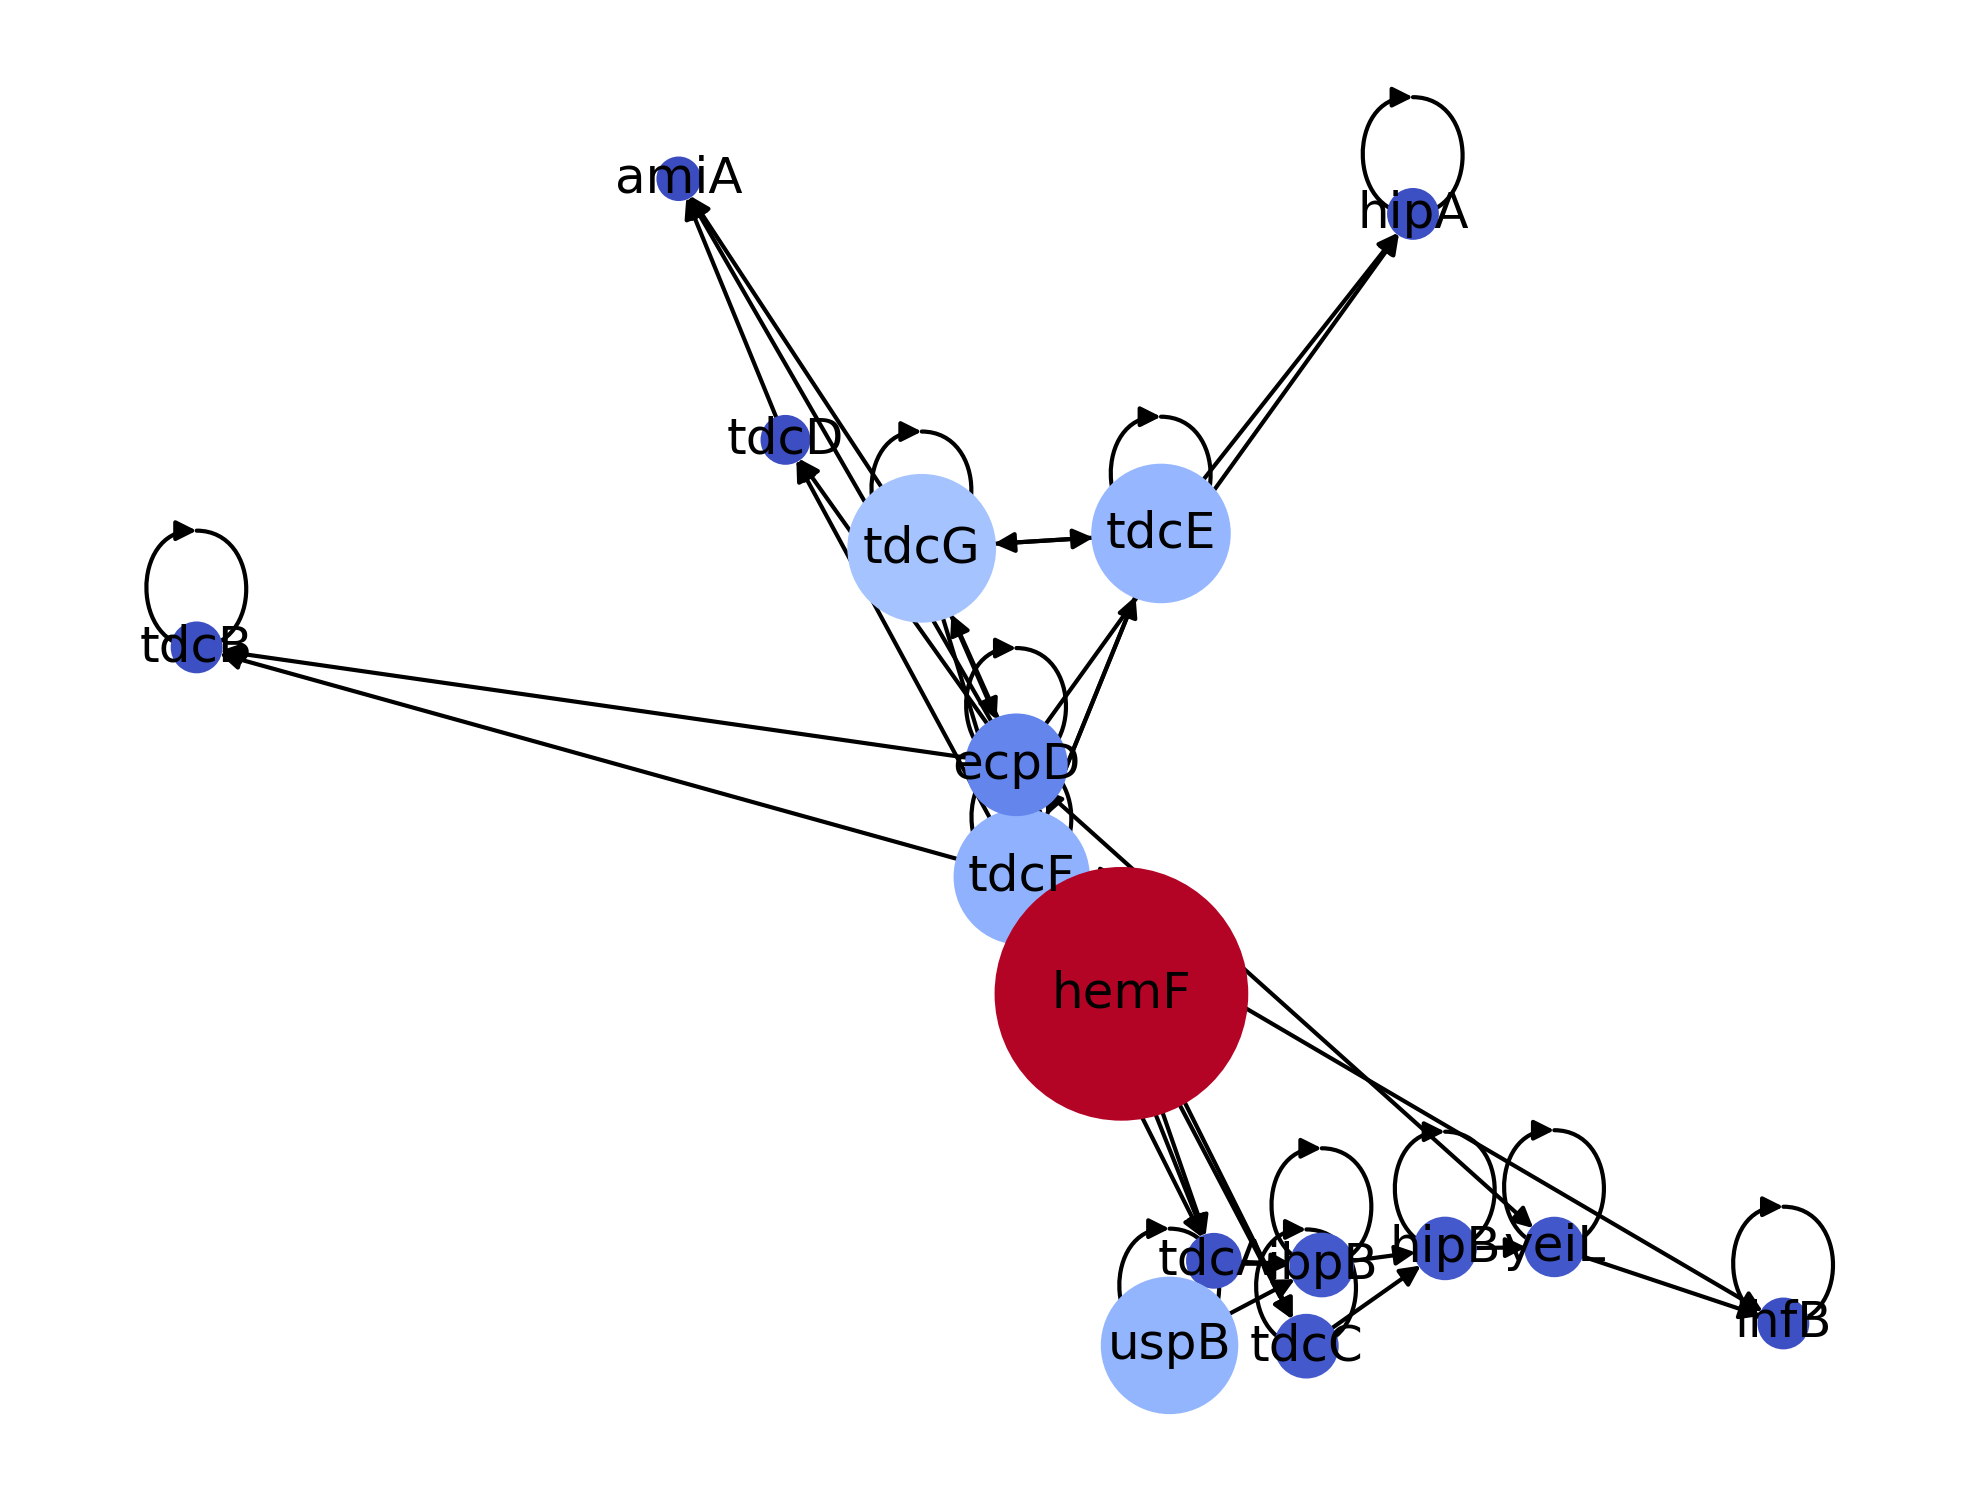 amiA
hipA
tdcD
tdcG
tdcE
tdcB
ecpD
tdcF
hemF
tdcA
ibpB
hipB
yeiL
uspB
tdcC
infB